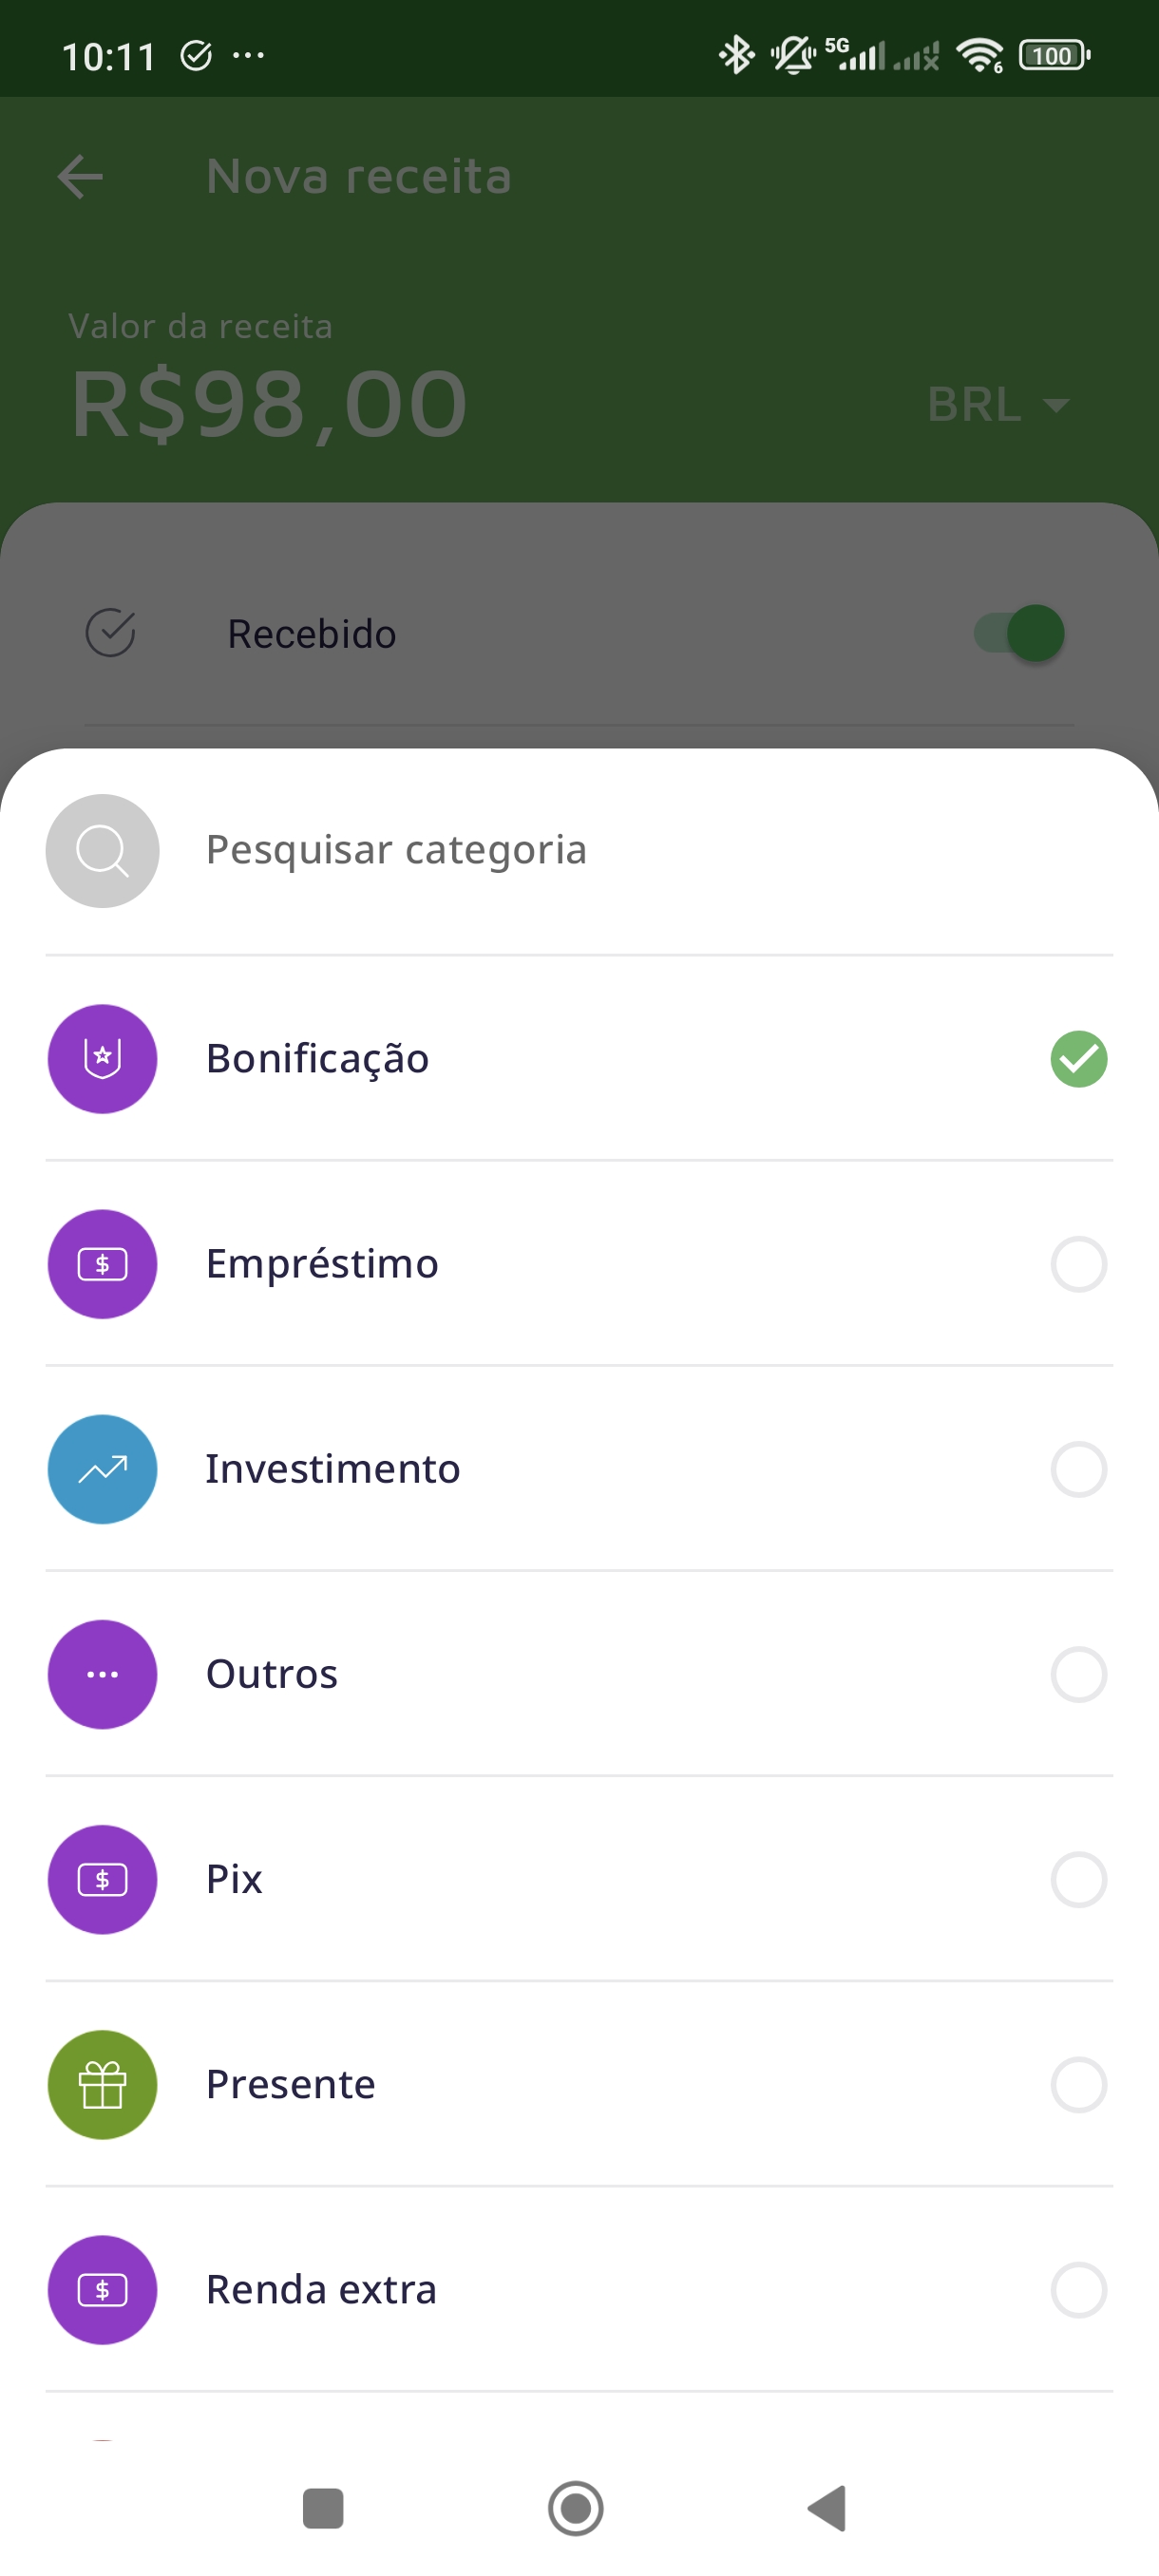 10:11
5G
6
100
Nova receita
Valor da receita
R$98,00
BRL
Recebido
Pesquisar categoria
Bonificação
Empréstimo
Investimento
Outros
Pix
Presente
Renda extra